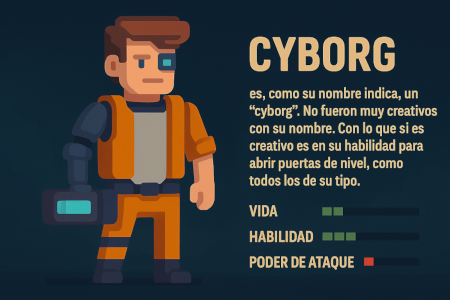 CYBORG
es, como su nombre indica, un
“cyborg”. No fueron muy creativos
con su nombre. Con lo que si es
creativo es en su habilidad para
abrir puertas de nivel, como
todos los de su tipo.
VIDA
HABILIDAD
PODER DE ATAQUE